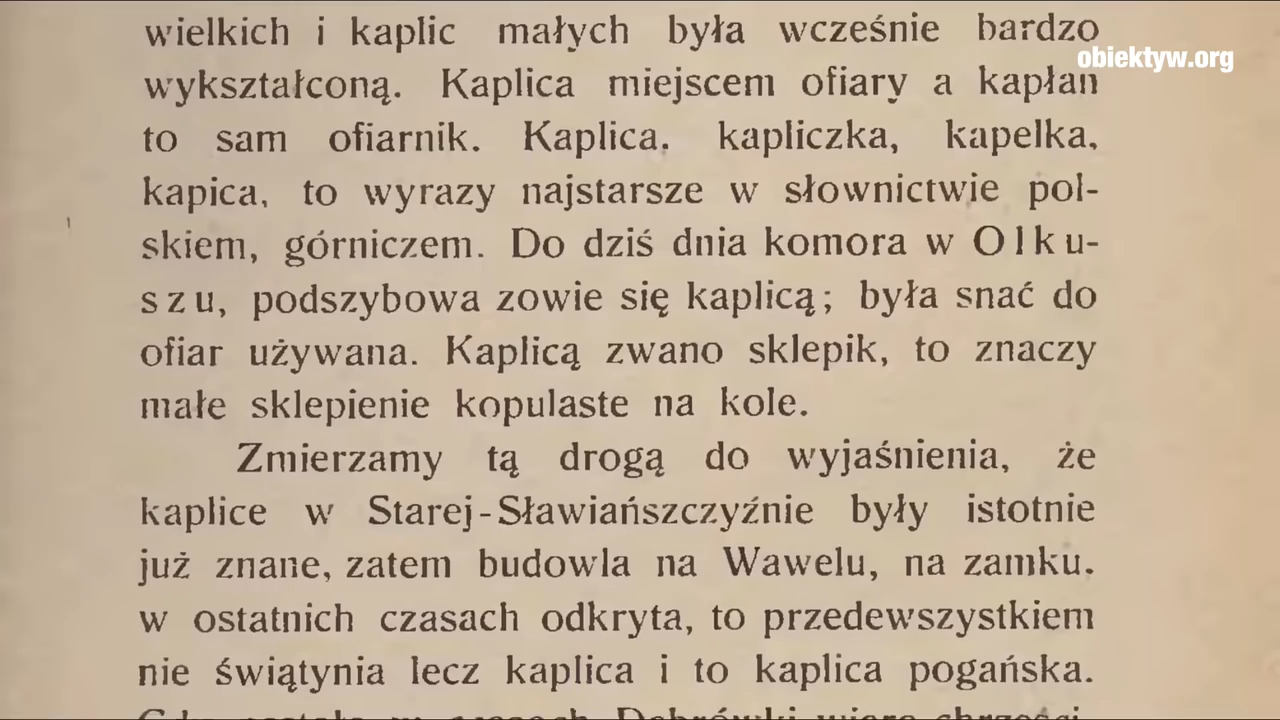 wielkich i kaplic małych była wcześnie bardzo
obiektyw.org
wykształconą. Kaplica miejscem ofiary a kapłan
to sam ofiarnik. Kaplica, kapliczka, kapelka,
kapica, to wyrazy najstarsze w słownictwie pol-
skiem, górniczem. Do dziś dnia komora w Olku-
szu, podszybowa zowie się kaplicą; była snać do
ofiar używana. Kaplicą zwano sklepik, to znaczy
małe sklepienie kopulaste na kole.
Zmierzamy tą drogą do wyjaśnienia, że
kaplice w Starej-Sławiańszczyźnie były istotnie
już znane, zatem budowla na Wawelu, na zamku.
w ostatnich czasach odkryta, to przedewszystkiem
nie świątynia lecz kaplica i to kaplica pogańska.